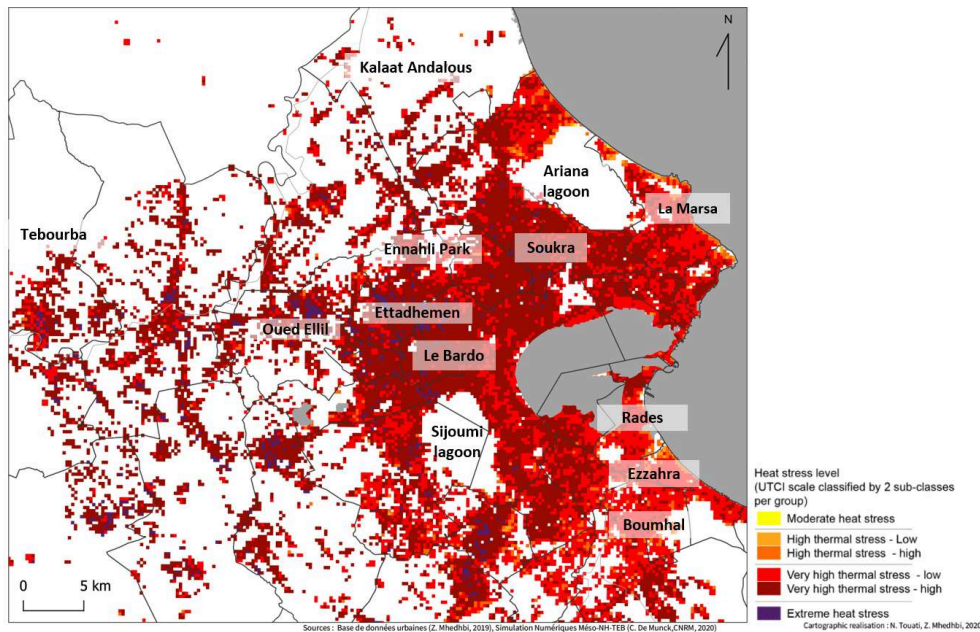 N
Kalaat Andalous
Ariana
lagoon
La Marsa
Tebourba
Ennahli Park
Soukra
Ettadhemen
Oued Ellil
Le Bardo
Sijoumi
lagoon
Rades
Ezzahra
Boumhal
Heat stress level
(UTCI scale classified by 2 sub-classes
per group)
Moderate heat stress
High thermal stress - Low
High thermal stress - high
Very high thermal stress - low
Very high thermal stress - high
Extreme heat stress
0 5 km
Sources : Base de données urbaines (Z. Mhedhbi, 2019), Simulation Numériques Méso-NH-TEB (C. De Munck,CNRM, 2020)
Cartographic realisation : N. Touati, Z. Mhedhbi, 2029